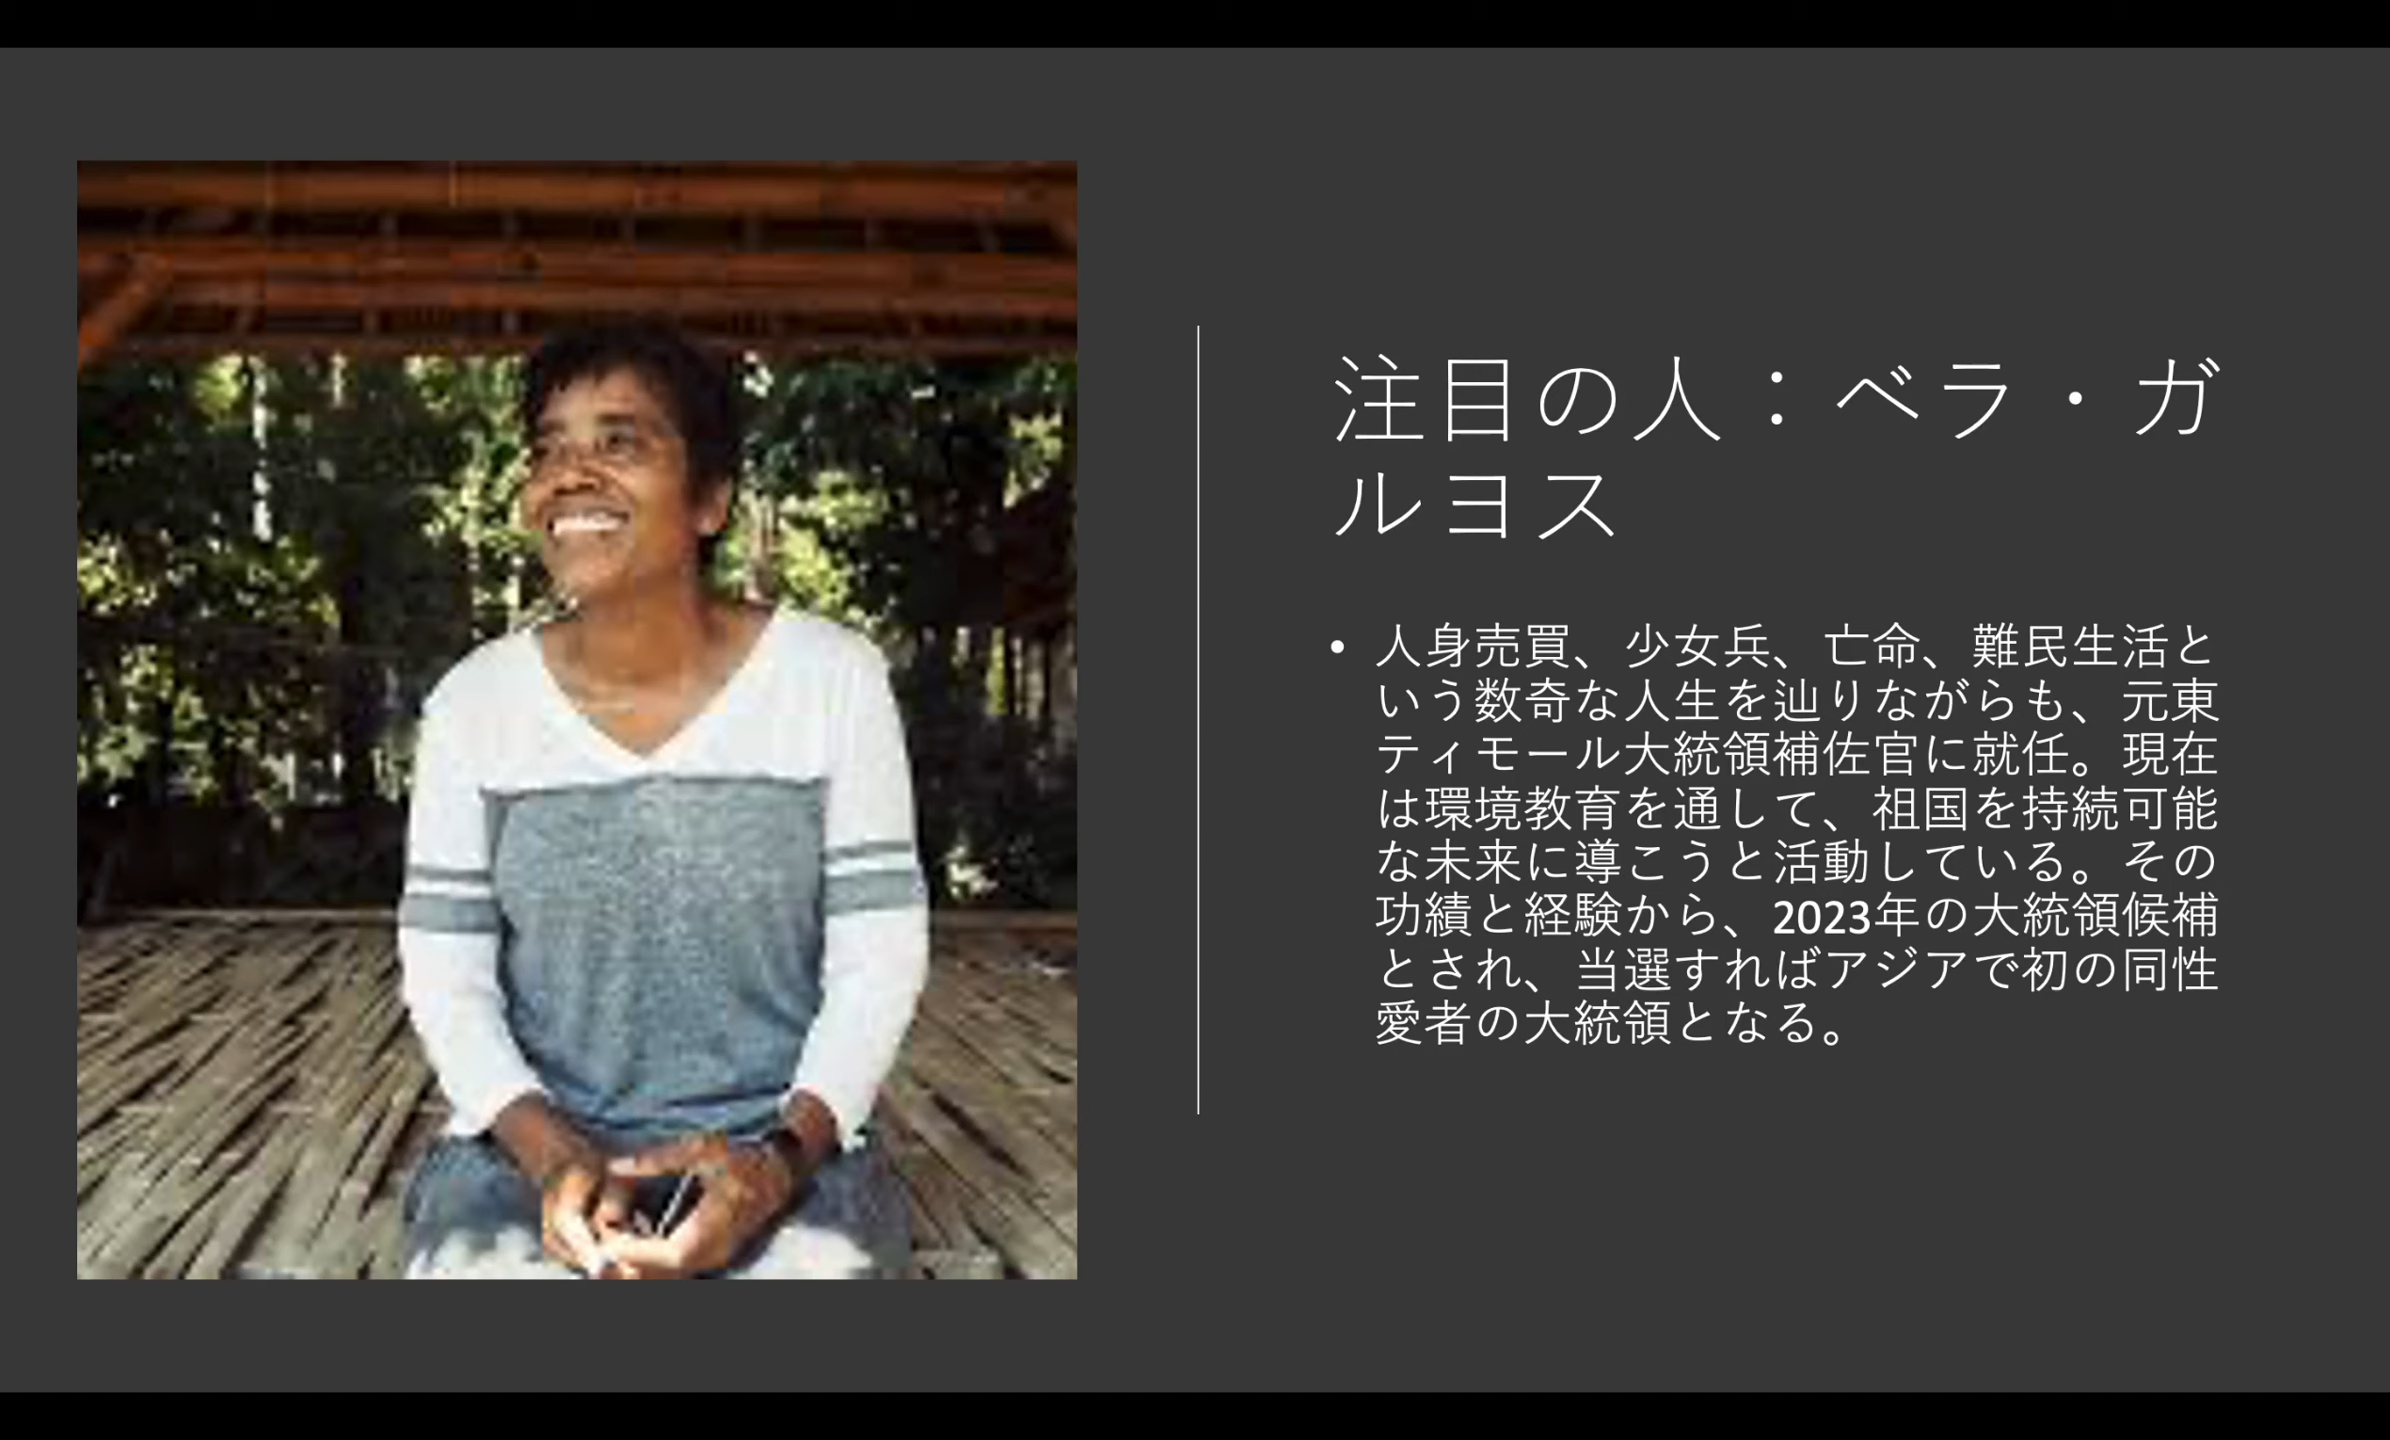 注目の人：ベラ・ガ
ルヨス
• 人身売買、少女兵、亡命、難民生活と
いう数奇な人生を辿りながらも、元東
ティモール大統領補佐官に就任。現在
は環境教育を通して、祖国を持続可能
な未来に導こうと活動している。その
功績と経験から、2023年の大統領候補
とされ、当選すればアジアで初の同性
愛者の大統領となる。